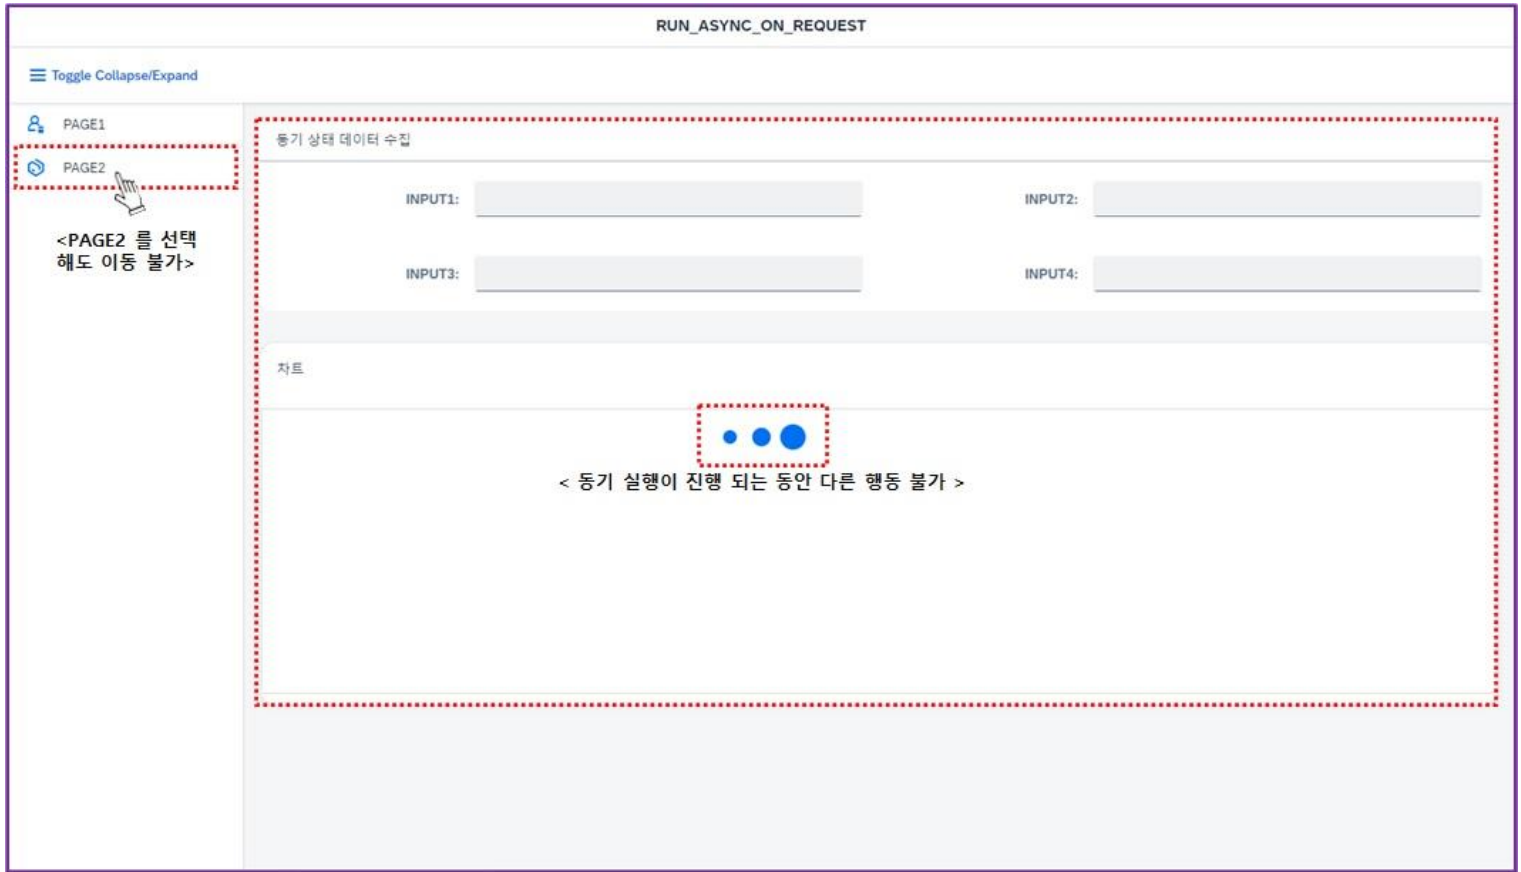 RUN_ASYNC_ON_REQUEST
Toggle Collapse/Expand
PAGE1
PAGE2
<PAGE2 를 선택
해도 이동 불가>
동기 상태 데이터 수집
INPUT1:
INPUT2:
INPUT3:
INPUT4:
차트
< 동기 실행이 진행 되는 동안 다른 행동 불가 >